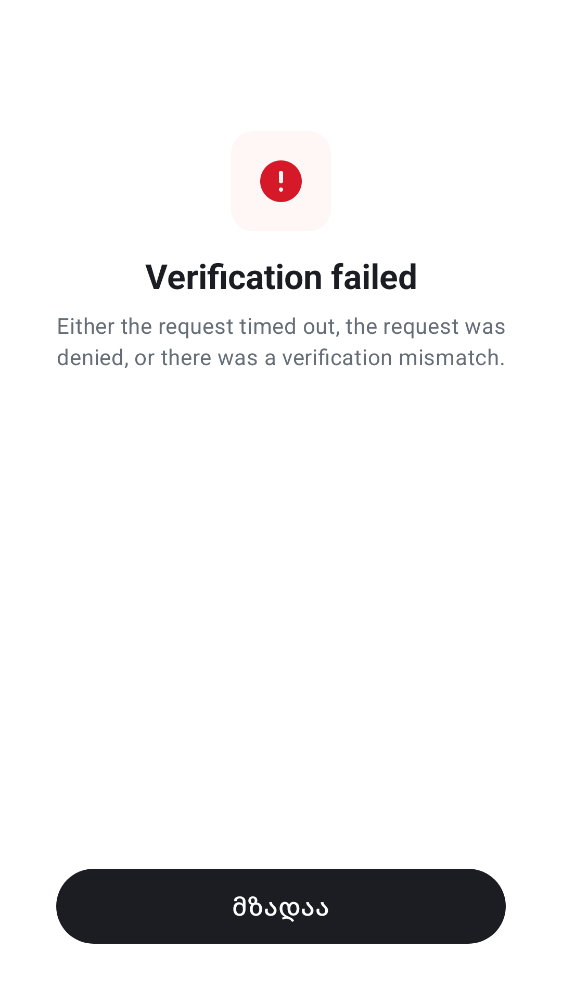 Verification failed
Either the request timed out, the request was
denied, or there was a verification mismatch.
მზადაა